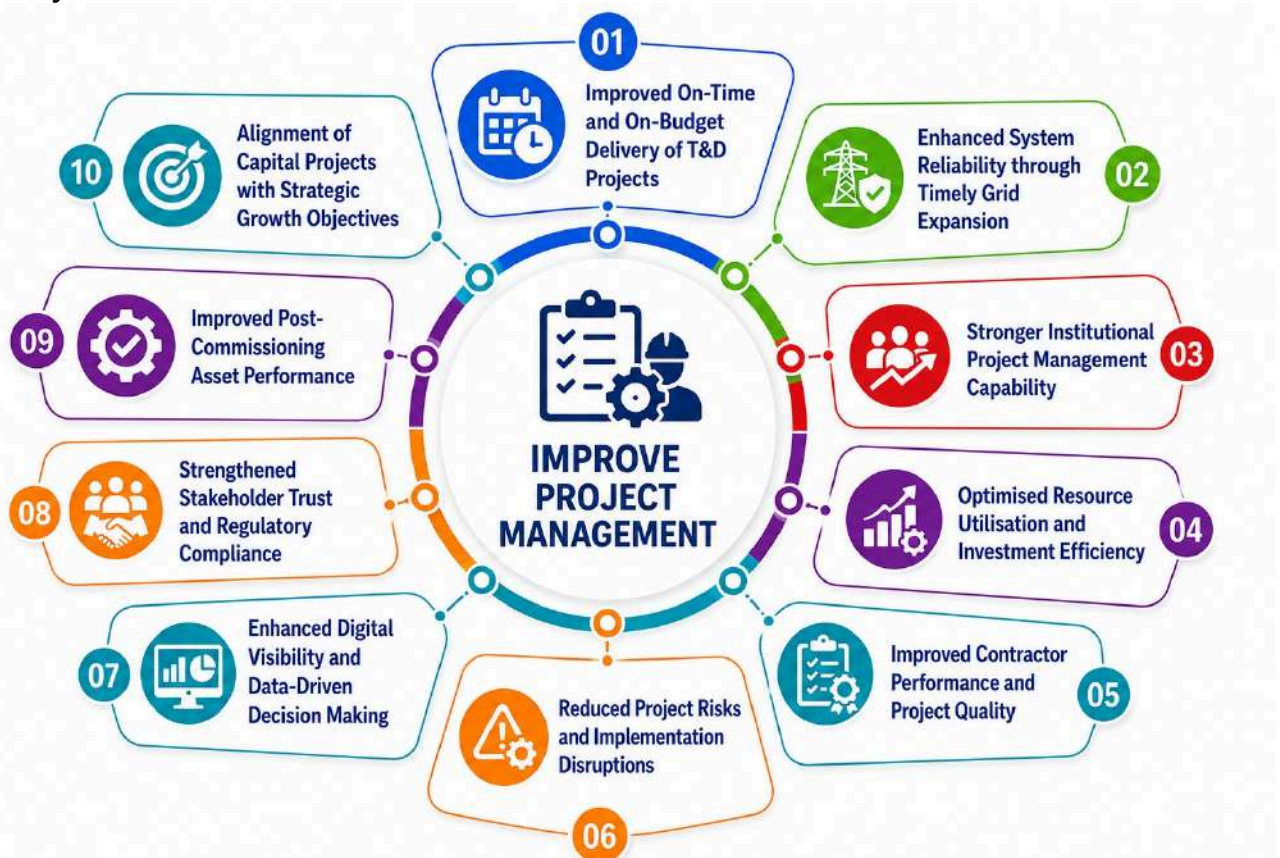 01
Improved On-Time
and On-Budget
Delivery of T&D
Projects
02
Enhanced System
Reliability through
Timely Grid
Expansion
03
Stronger Institutional
Project Management
Capability
04
Optimised Resource
Utilisation and
Investment Efficiency
05
Improved Contractor
Performance and
Project Quality
06
Reduced Project Risks
and Implementation
Disruptions
07
Enhanced Digital
Visibility and
Data-Driven
Decision Making
08
Strengthened
Stakeholder Trust
and Regulatory
Compliance
09
Improved Post-
Commissioning
Asset Performance
10
Alignment of
Capital Projects
with Strategic
Growth Objectives
IMPROVE
PROJECT
MANAGEMENT